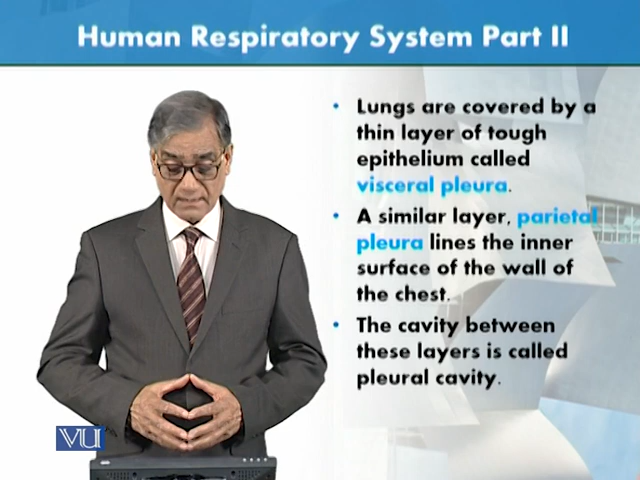 Human Respiratory System Part II
• Lungs are covered by a
thin layer of tough
epithelium called
visceral pleura.
• A similar layer, parietal
pleura lines the inner
surface of the wall of
the chest.
• The cavity between
these layers is called
pleural cavity.
VU